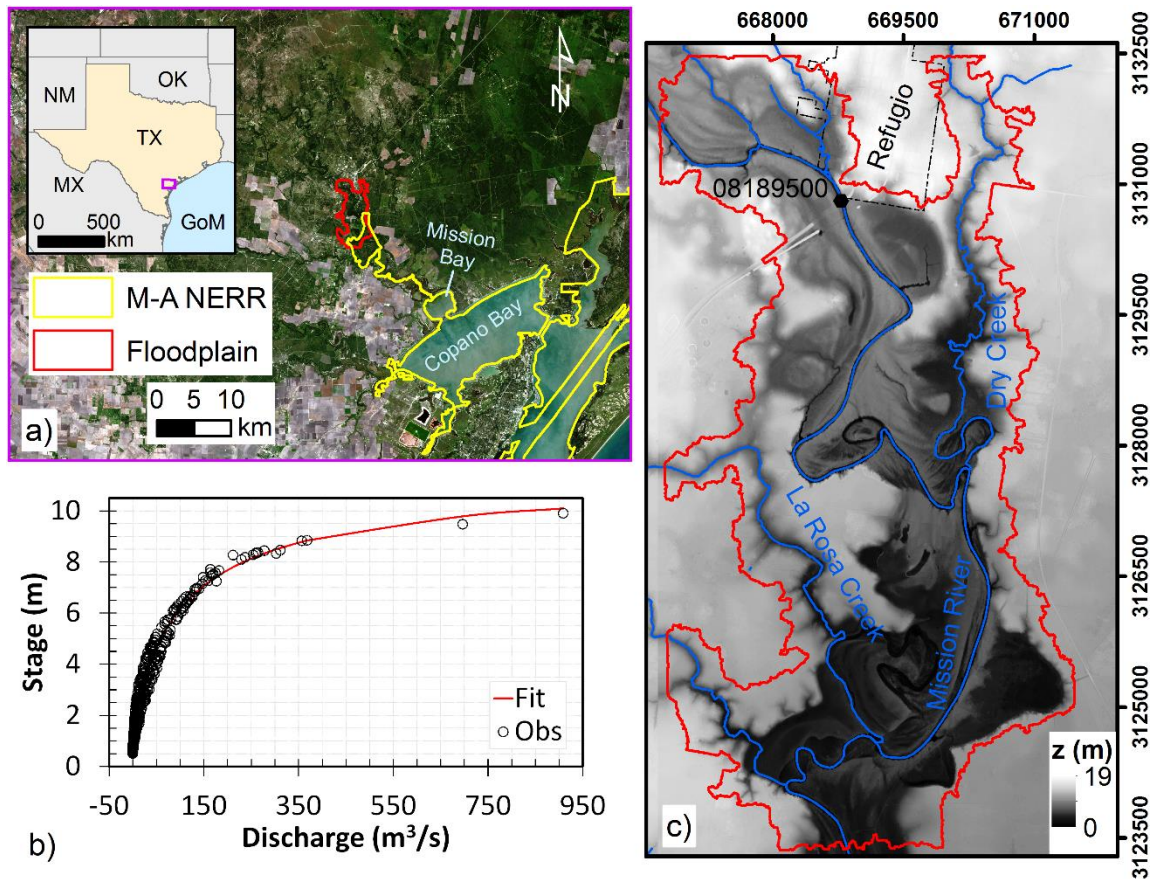 NM
OK
TX
MX
GoM
0 500
km
N
Mission
Bay
Copano Bay
M-A NERR
Floodplain
0 5 10
km
a)
Stage (m)
10
8
6
4
2
0
Fit
Obs
-50 150 350 550 750 950
Discharge (m³/s)
b)
668000 669500 671000
3132500
3131000
3129500
3128000
3126500
3125000
3123500
Refugio
08189500
Dry Creek
La Rosa Creek
Mission River
z (m)
19
0
c)